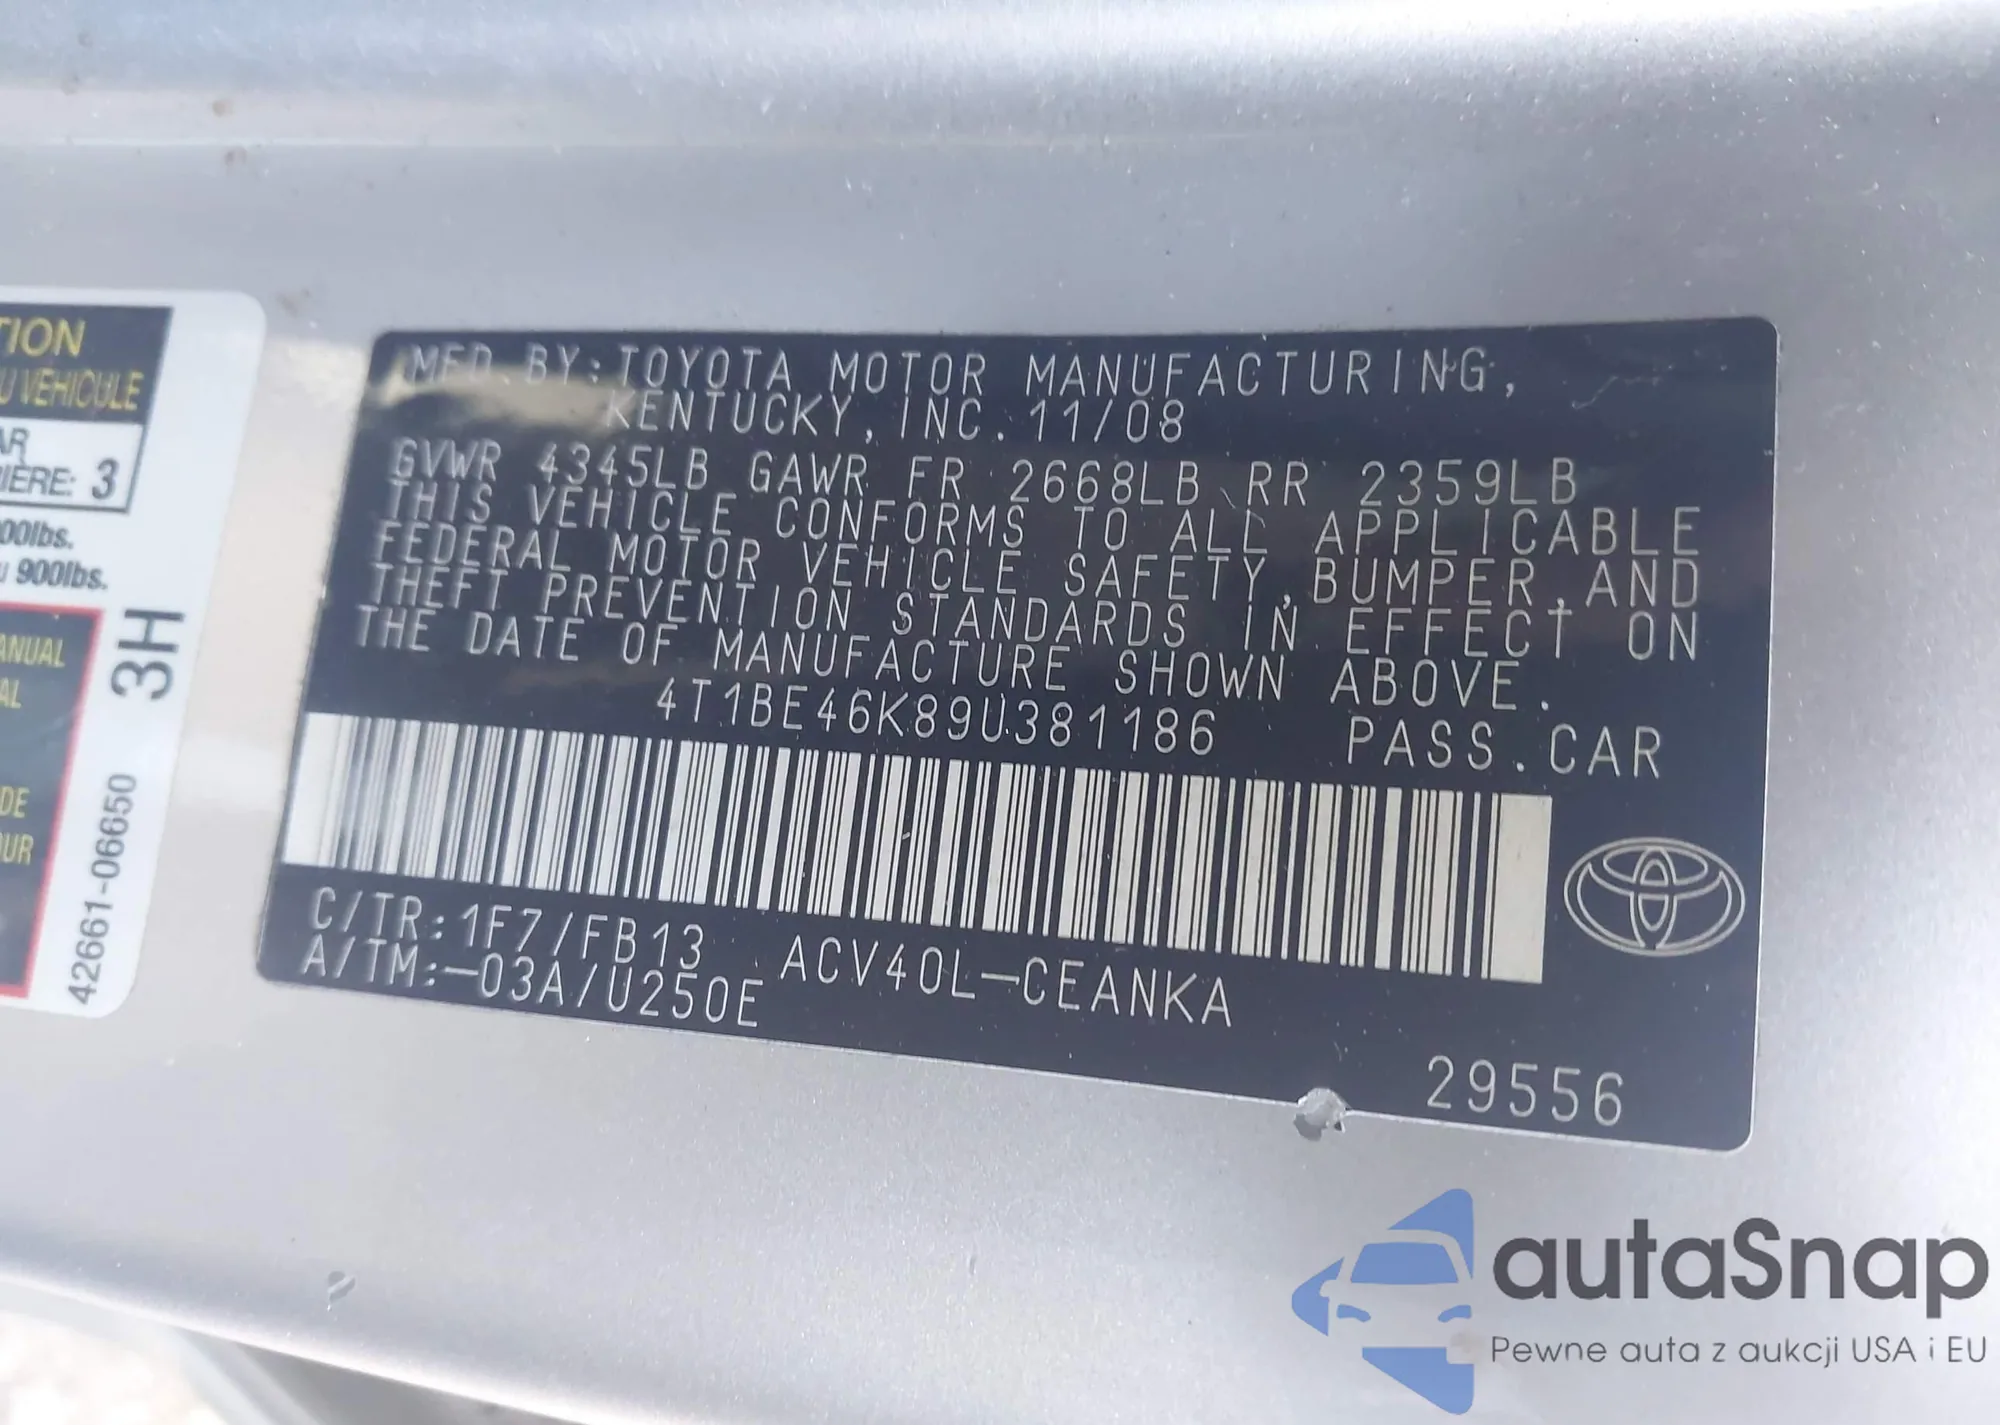 TION
U VEHICULE
AR
IERE: 3
00lbs.
900lbs.
3H
ANUAL
AL
DE
UR
42661-06650
MFD. BY: TOYOTA MOTOR MANUFACTURING,
KENTUCKY, INC. 11/08
GVWR 4345LB GAWR FR 2668LB RR 2359LB
THIS VEHICLE CONFORMS TO ALL APPLICABLE
FEDERAL MOTOR VEHICLE SAFETY, BUMPER, AND
THEFT PREVENTION STANDARDS IN EFFECT ON
THE DATE OF MANUFACTURE SHOWN ABOVE.
4T1BE46K89U381186 PASS. CAR
C/TR: 1F7/FB13 ACV40L-CEANKA
A/TM:-03A/U250E
29556
autaSnap
Pewne auta z aukcji USA i EU